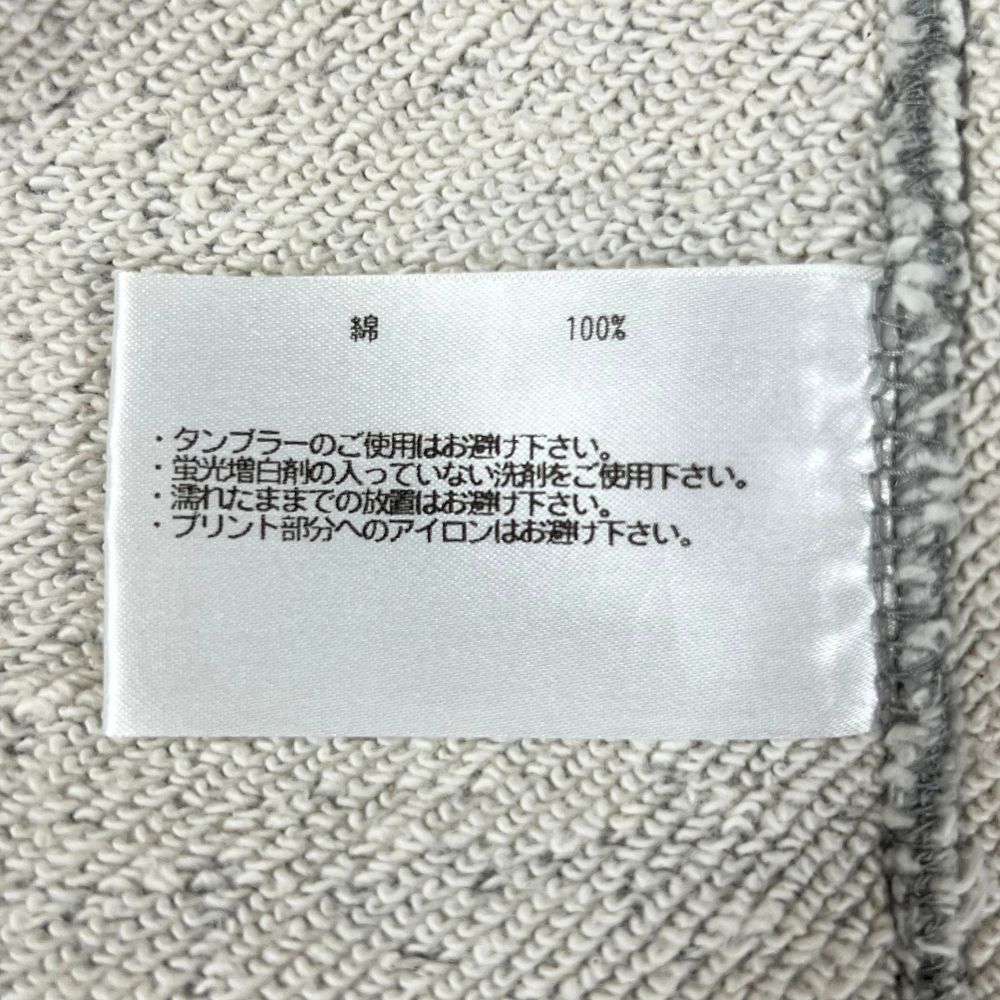 綿 100%
・タンブラーのご使用はお避け下さい。
・蛍光増白剤の入っていない洗剤をご使用下さい。
・濡れたままでの放置はお避け下さい。
・プリント部分へのアイロンはお避け下さい。